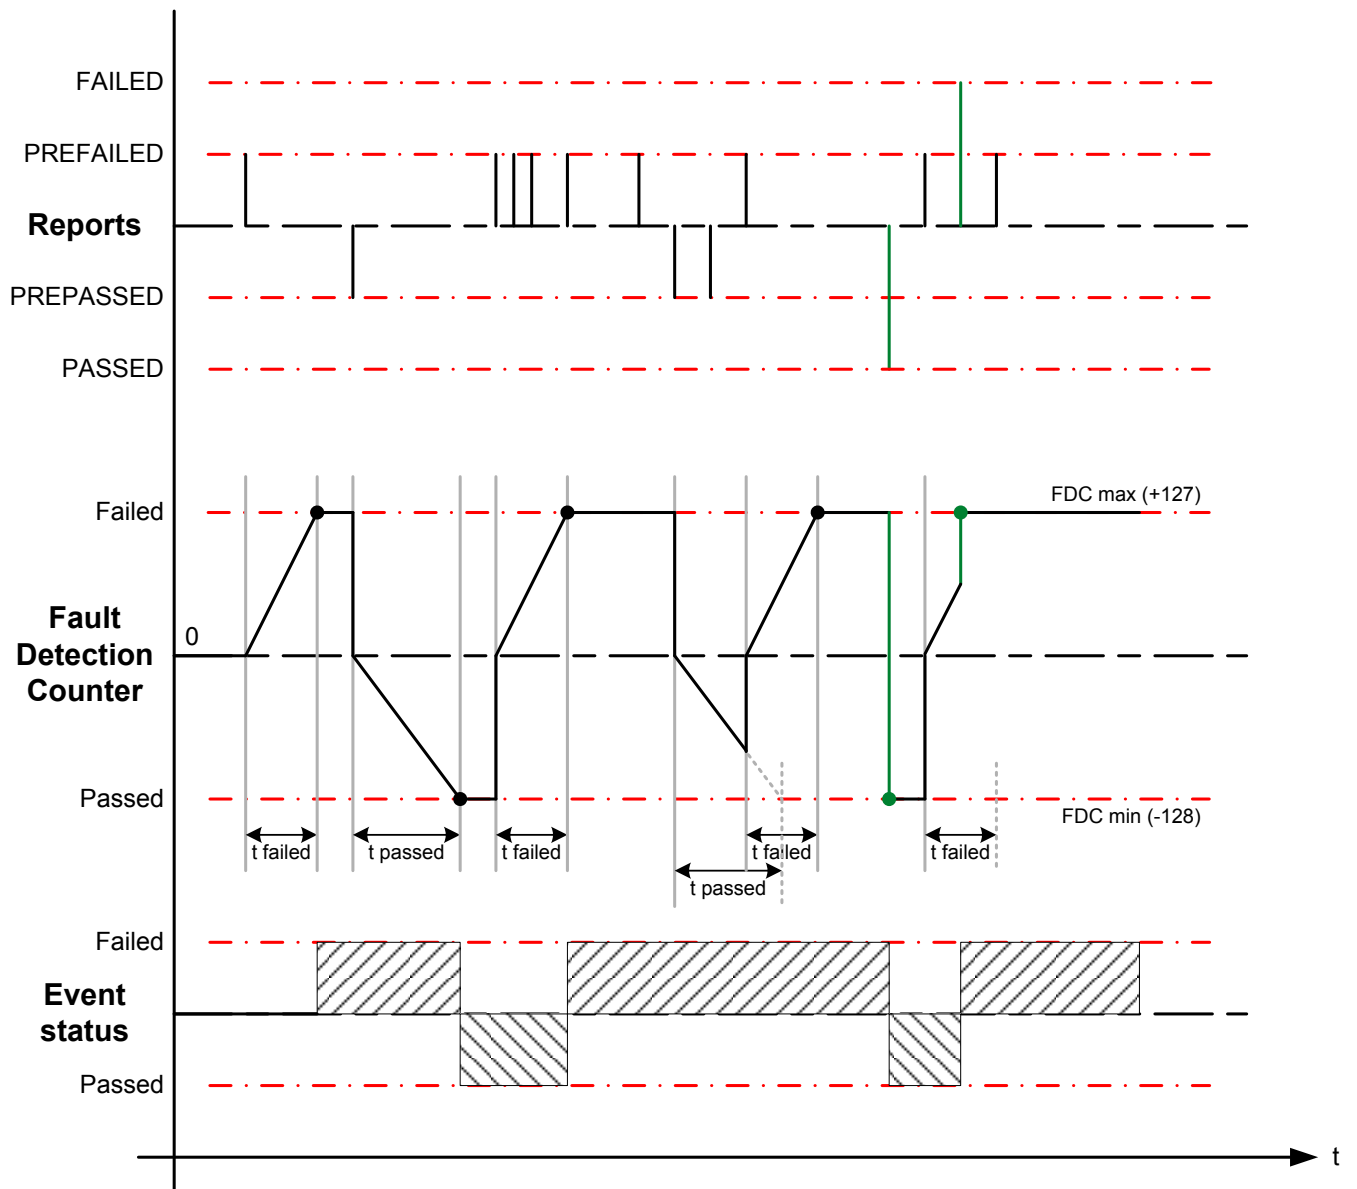 FAILED
PREFAILED
Reports
PREPASSED
PASSED
Failed
FDC max (+127)
0
Fault
Detection
Counter
Passed
FDC min (-128)
t failed
t passed
t failed
t failed
t failed
t passed
Failed
Event
status
Passed
t